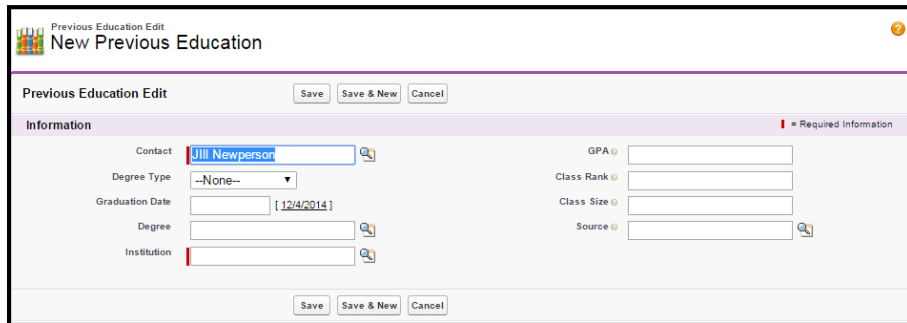 Previous Education Edit
New Previous Education
Previous Education Edit
Save
Save & New
Cancel
Information
= Required Information
Contact
JIll Newperson
GPA
Degree Type
--None--
Class Rank
Graduation Date
[ 12/4/2014 ]
Class Size
Degree
Source
Institution
Save
Save & New
Cancel